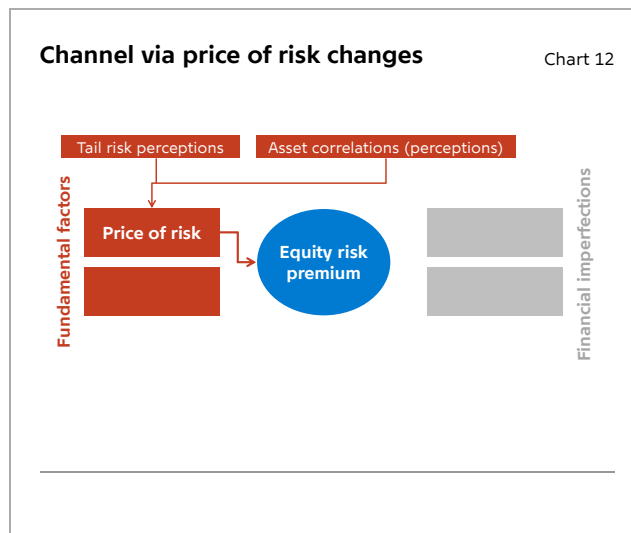 Channel via price of risk changes
Chart 12
Tail risk perceptions
Asset correlations (perceptions)
Fundamental factors
Price of risk
Equity risk
premium
Financial imperfections